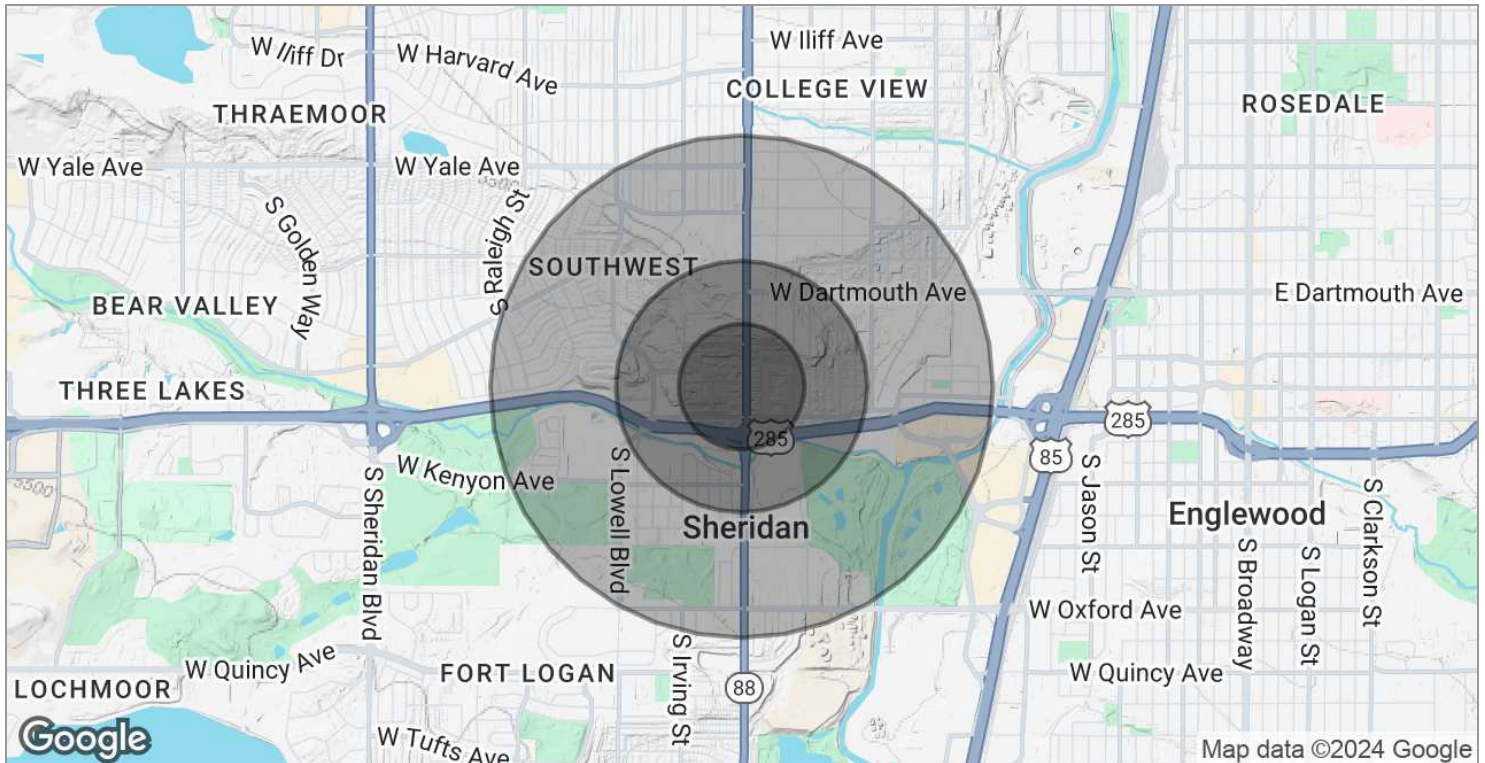 W Iliff Ave
W Iliff Dr
W Harvard Ave
COLLEGE VIEW
ROSEDALE
THRAEMOOR
W Yale Ave
W Yale Ave
S Golden Way
S Raleigh St
SOUTHWEST
W Dartmouth Ave
E Dartmouth Ave
BEAR VALLEY
THREE LAKES
285
285
85
W Kenyon Ave
S Sheridan Blvd
S Lowell Blvd
Sheridan
S Jason St
Englewood
S Broadway
S Logan St
S Clarkson St
W Oxford Ave
W Quincy Ave
FORT LOGAN
S Irving St
88
W Quincy Ave
LOCHMOOR
W Tufts Ave
Google
Map data ©2024 Google